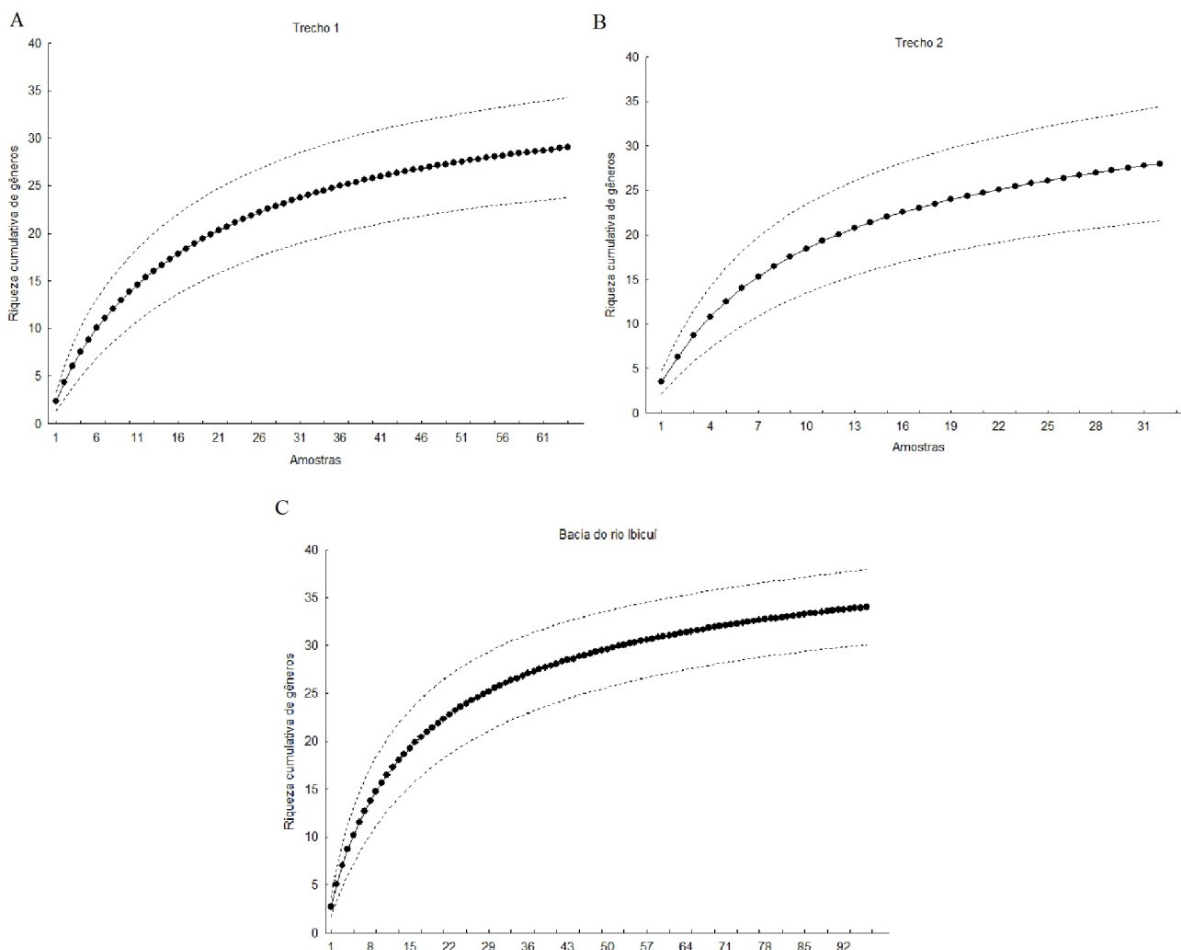 A
Trecho 1
Riqueza cumulativa de gêneros
40
35
30
25
20
15
10
5
0
1 6 11 16 21 26 31 36 41 46 51 56 61
Amostras
B
Trecho 2
Riqueza cumulativa de gêneros
40
35
30
25
20
15
10
5
0
1 4 7 10 13 16 19 22 25 28 31
Amostras
C
Bacia do rio Ibicuí
Riqueza cumulativa de gêneros
40
35
30
25
20
15
10
5
0
1 8 15 22 29 36 43 50 57 64 71 78 85 92